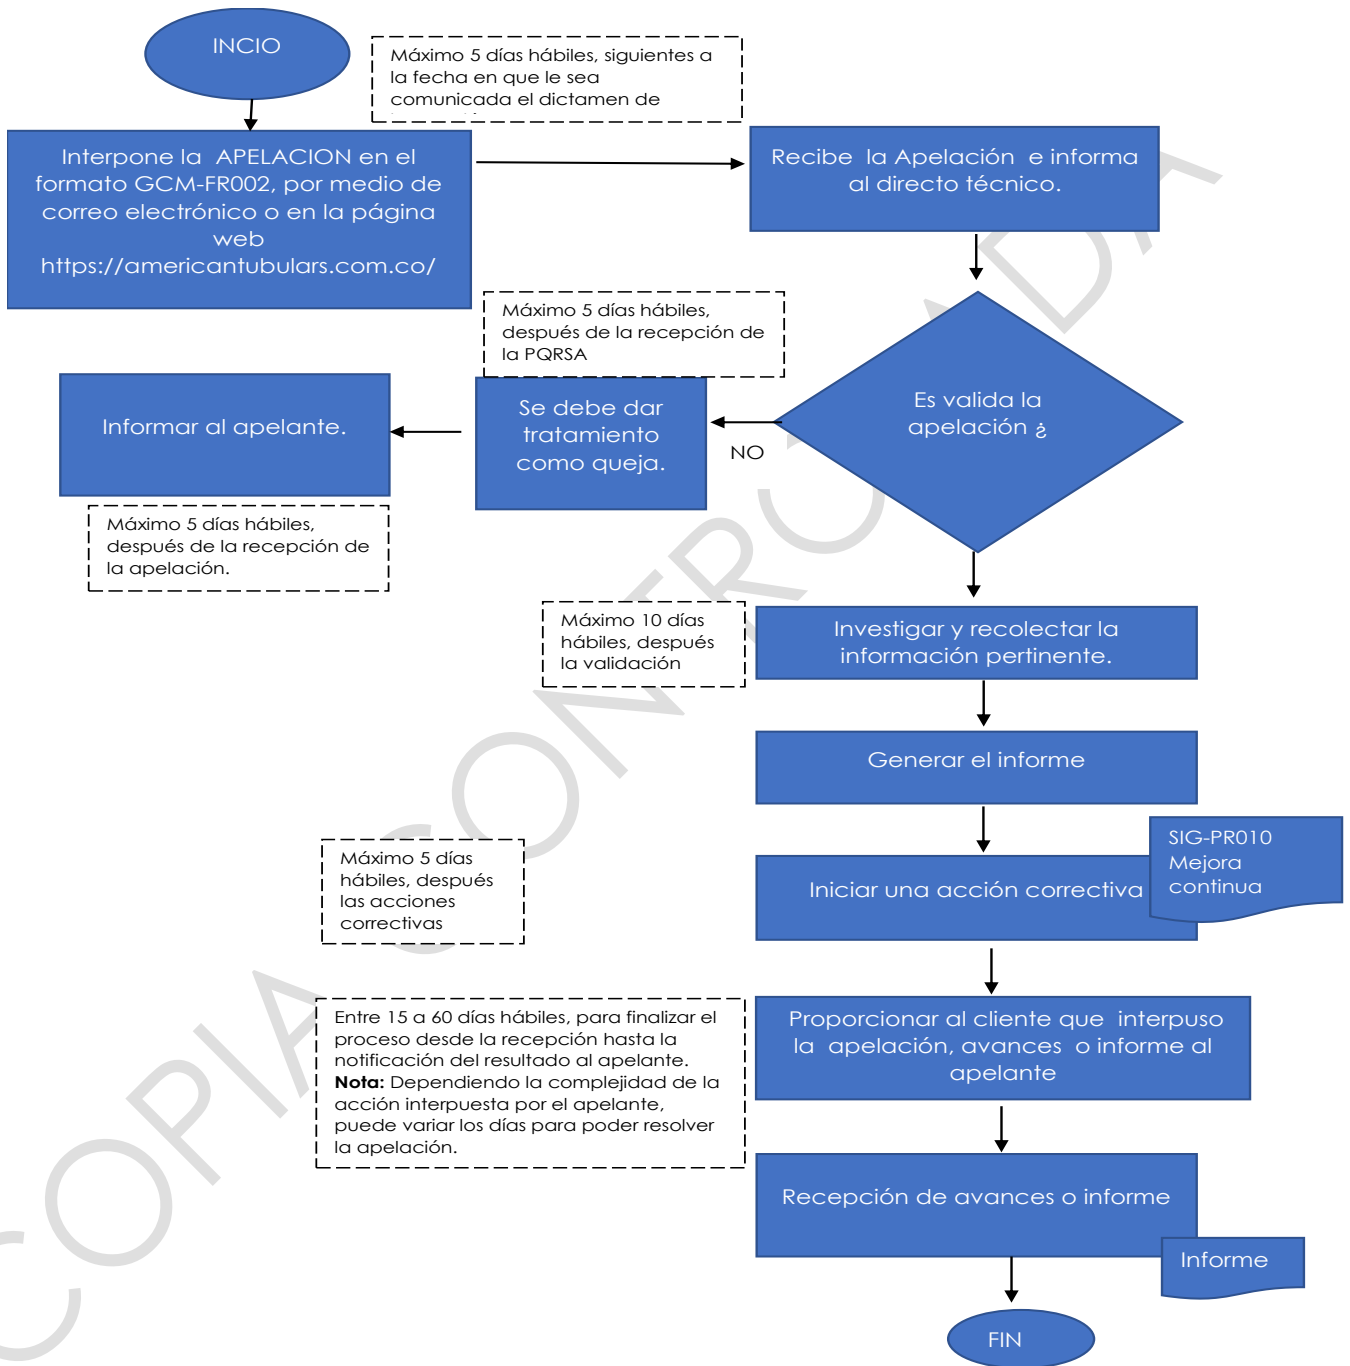 INCIO
Máximo 5 días hábiles, siguientes a
la fecha en que le sea
comunicada el dictamen de
Interpone la APELACION en el
formato GCM-FR002, por medio de
correo electrónico o en la página
web
https://americantubulars.com.co/
Recibe la Apelación e informa
al directo técnico.
Máximo 5 días hábiles,
después de la recepción de
la PQRSA
Es valida la
apelación ¿
NO
Se debe dar
tratamiento
como queja.
Informar al apelante.
Máximo 5 días hábiles,
después de la recepción de
la apelación.
Máximo 10 días
hábiles, después
la validación
Investigar y recolectar la
información pertinente.
Generar el informe
Máximo 5 días
hábiles, después
las acciones
correctivas
Iniciar una acción correctiva
SIG-PR010
Mejora
continua
Entre 15 a 60 días hábiles, para finalizar el
proceso desde la recepción hasta la
notificación del resultado al apelante.
Nota: Dependiendo la complejidad de la
acción interpuesta por el apelante,
puede variar los días para poder resolver
la apelación.
Proporcionar al cliente que interpuso
la apelación, avances o informe al
apelante
Recepción de avances o informe
Informe
FIN
COPIA CONTROLADA